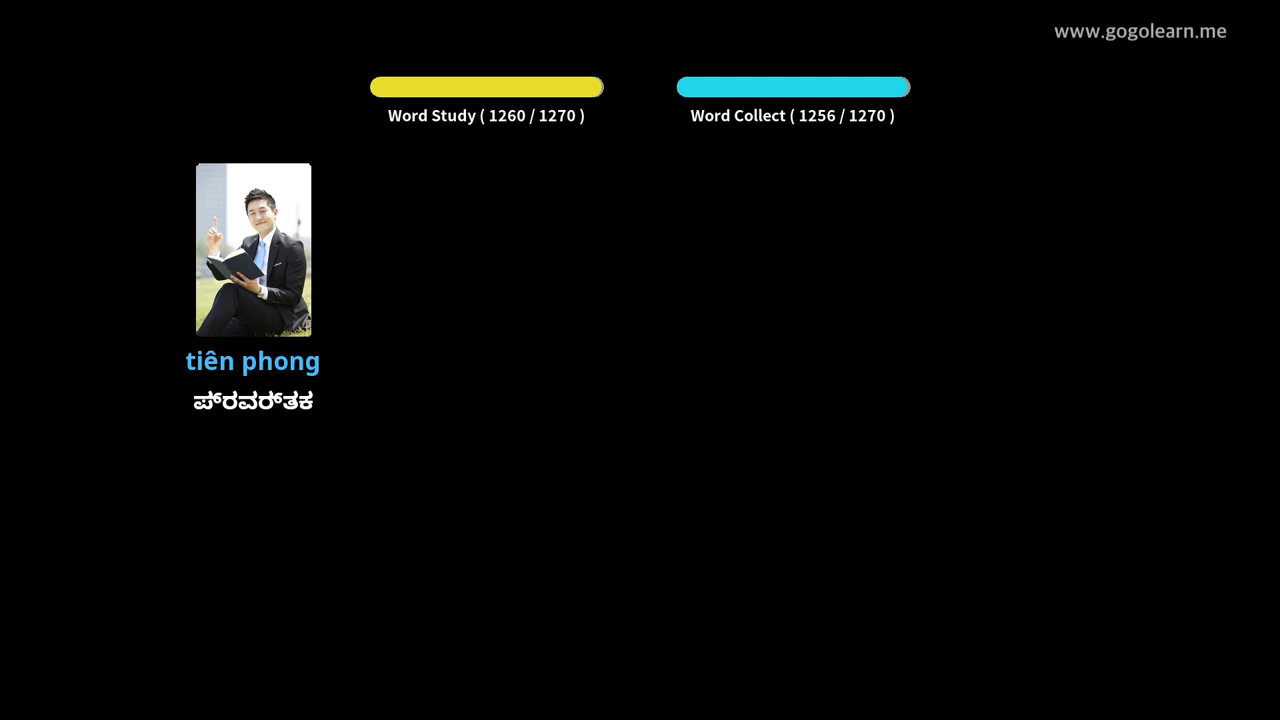 www.gogolearn.me
Word Study ( 1260 / 1270 )
Word Collect ( 1256 / 1270 )
tiên phong
ಪ್ರವರ್ತಕ